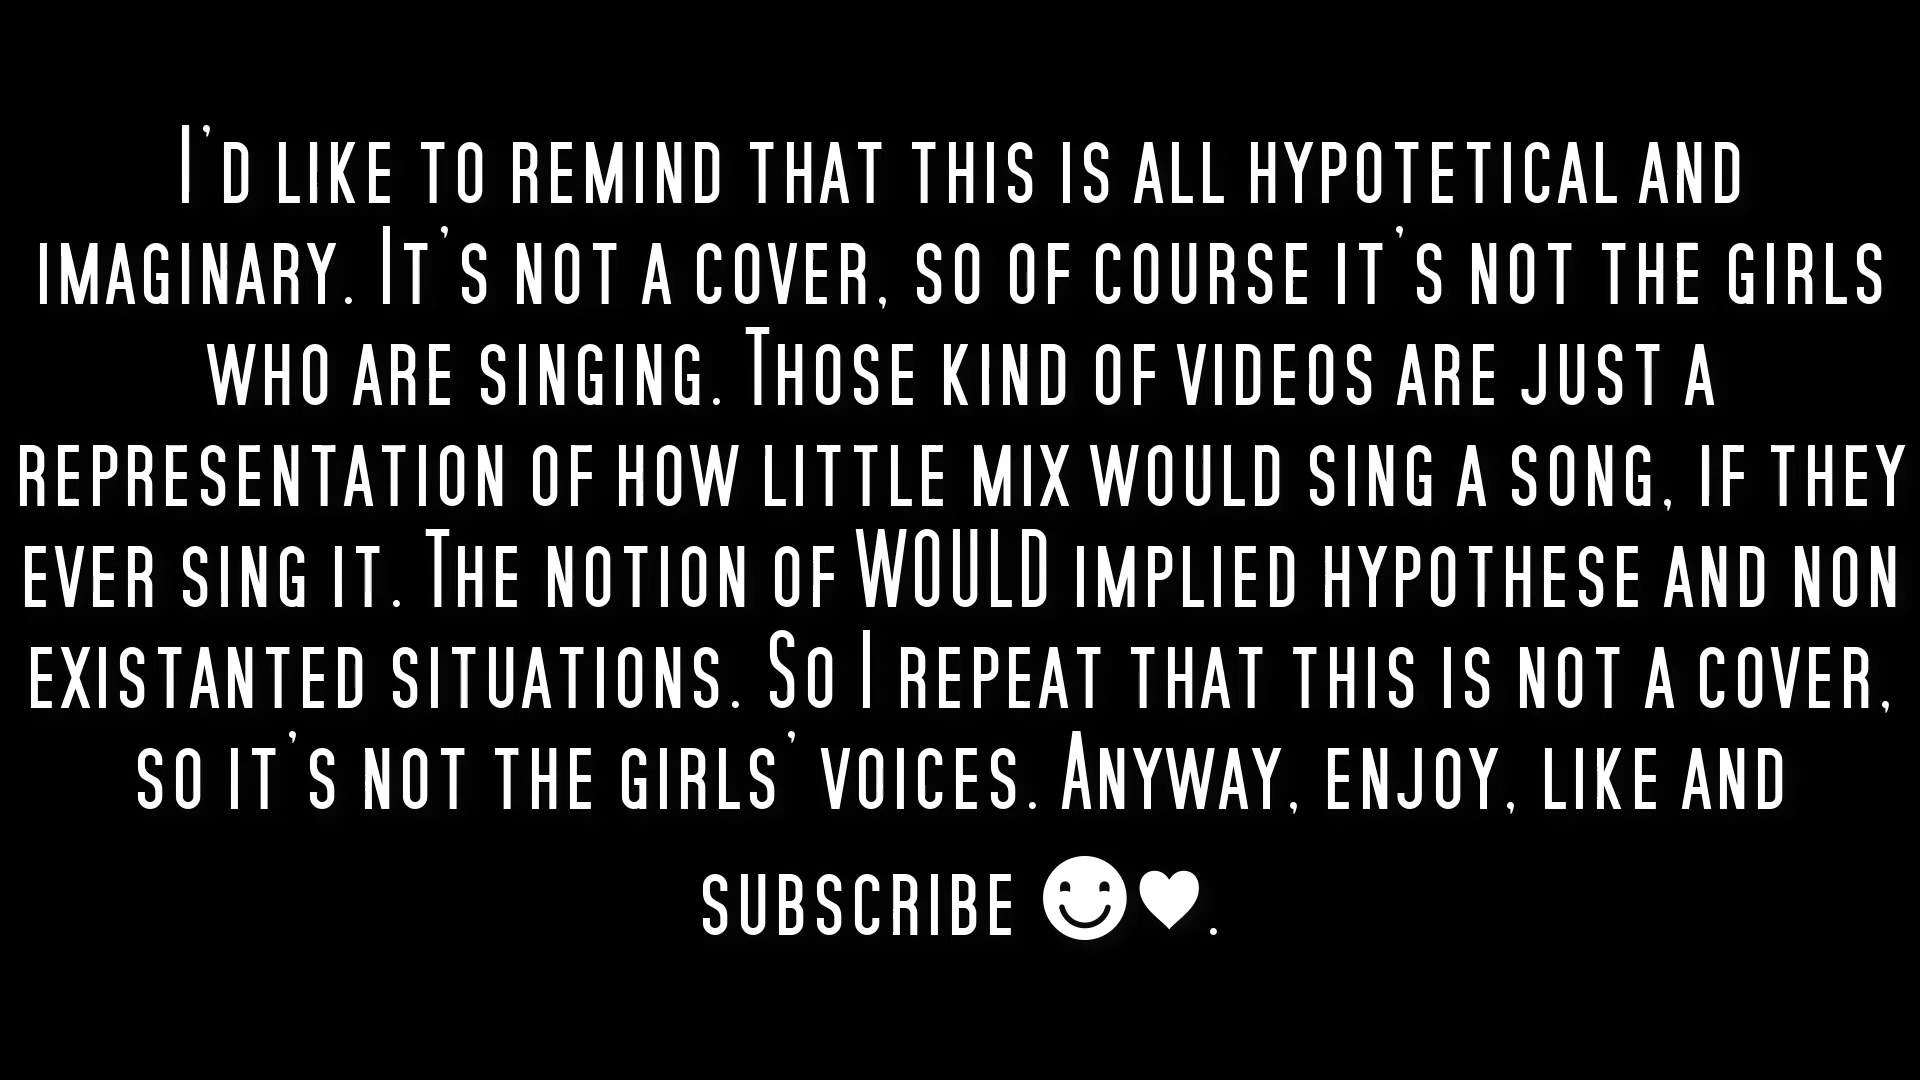 I'd like to remind that this is all hypotetical and
imaginary. It's not a cover, so of course it's not the girls
who are singing. Those kind of videos are just a
representation of how little mix would sing a song, if they
ever sing it. The notion of WOULD implied hypothese and non
existanted situations. So I repeat that this is not a cover,
so it's not the girls' voices. Anyway, enjoy, like and
subscribe ☻♥.